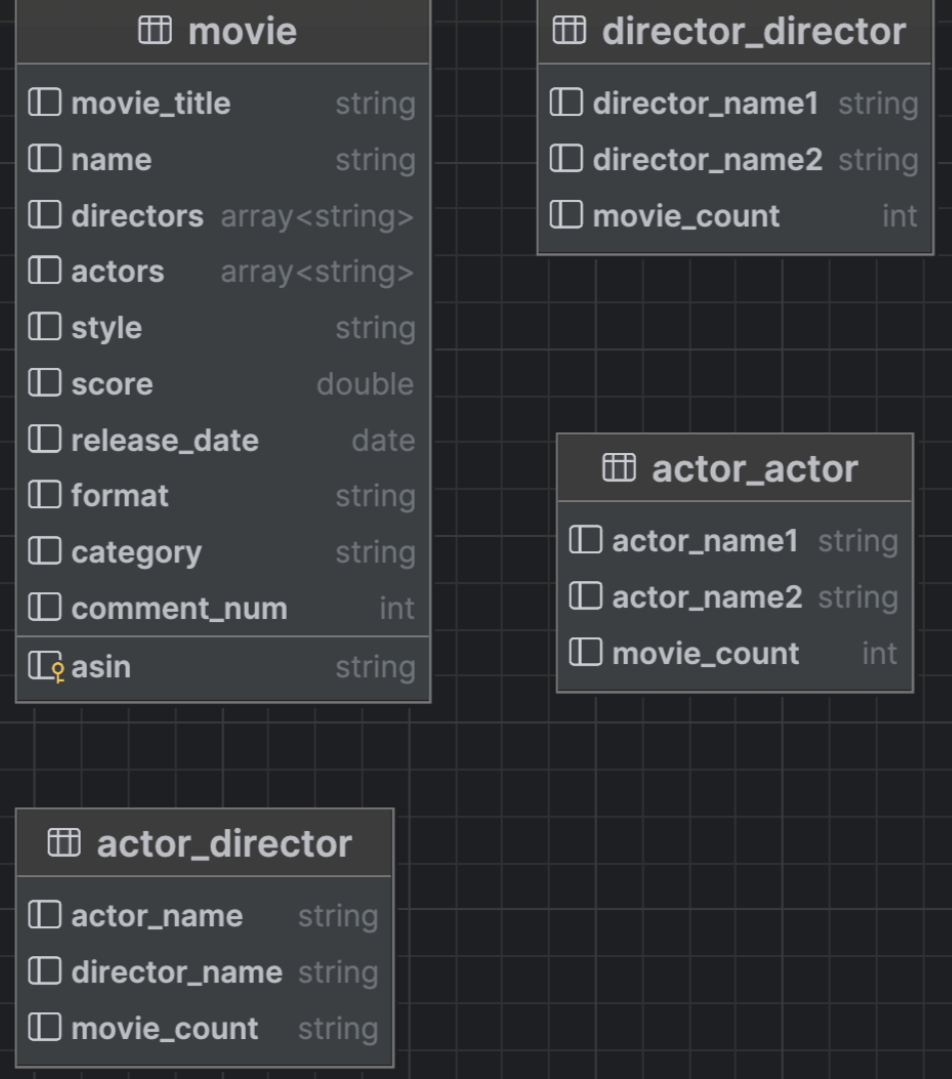 movie
movie_title string
name string
directors array<string>
actors array<string>
style string
score double
release_date date
format string
category string
comment_num int
asin string
director_director
director_name1 string
director_name2 string
movie_count int
actor_actor
actor_name1 string
actor_name2 string
movie_count int
actor_director
actor_name string
director_name string
movie_count string